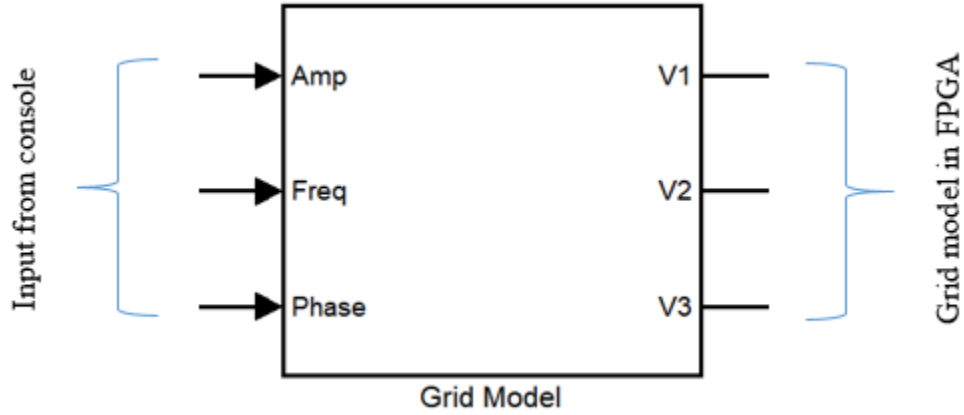 Input from console
Amp
Freq
Phase
V1
V2
V3
Grid Model
Grid model in FPGA